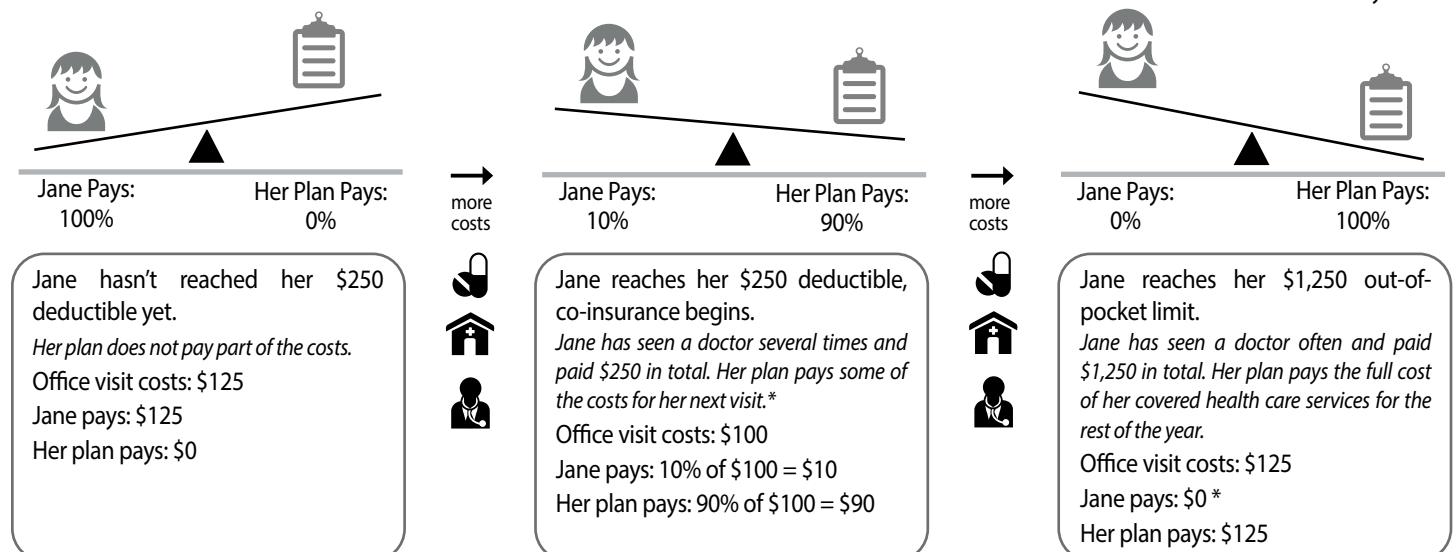 Jane Pays:
100%
Her Plan Pays:
0%
Jane hasn't reached her $250
deductible yet.
Her plan does not pay part of the costs.
Office visit costs: $125
Jane pays: $125
Her plan pays: $0
more
costs
Jane Pays:
10%
Her Plan Pays:
90%
Jane reaches her $250 deductible,
co-insurance begins.
Jane has seen a doctor several times and
paid $250 in total. Her plan pays some of
the costs for her next visit.*
Office visit costs: $100
Jane pays: 10% of $100 = $10
Her plan pays: 90% of $100 = $90
more
costs
Jane Pays:
0%
Her Plan Pays:
100%
Jane reaches her $1,250 out-of-
pocket limit.
Jane has seen a doctor often and paid
$1,250 in total. Her plan pays the full cost
of her covered health care services for the
rest of the year.
Office visit costs: $125
Jane pays: $0 *
Her plan pays: $125